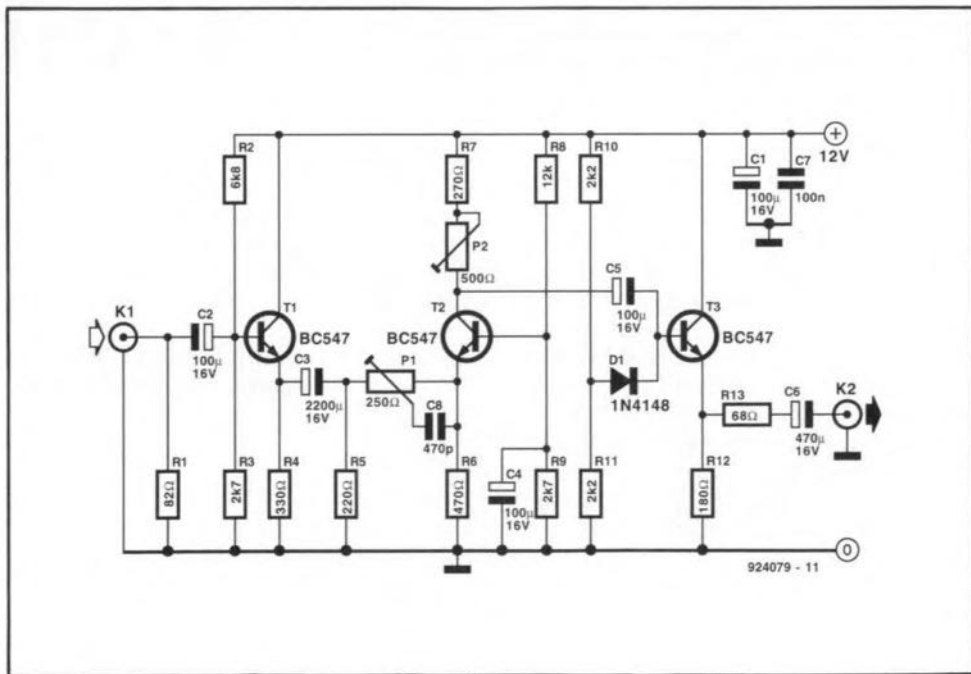 R2
6k8
R7
270Ω
R8
12k
R10
2k2
+
12V
C1
100µ
16V
C7
100n
P2
500Ω
K1
C2
100µ
16V
T1
BC547
C3
2200µ
16V
P1
250Ω
C8
470p
T2
BC547
C5
100µ
16V
T3
BC547
D1
1N4148
R13
68Ω
C6
470µ
16V
K2
R1
82Ω
R3
2k7
R4
330Ω
R5
220Ω
R6
470Ω
C4
100µ
16V
R9
2k7
R11
2k2
R12
180Ω
0
924079 - 11